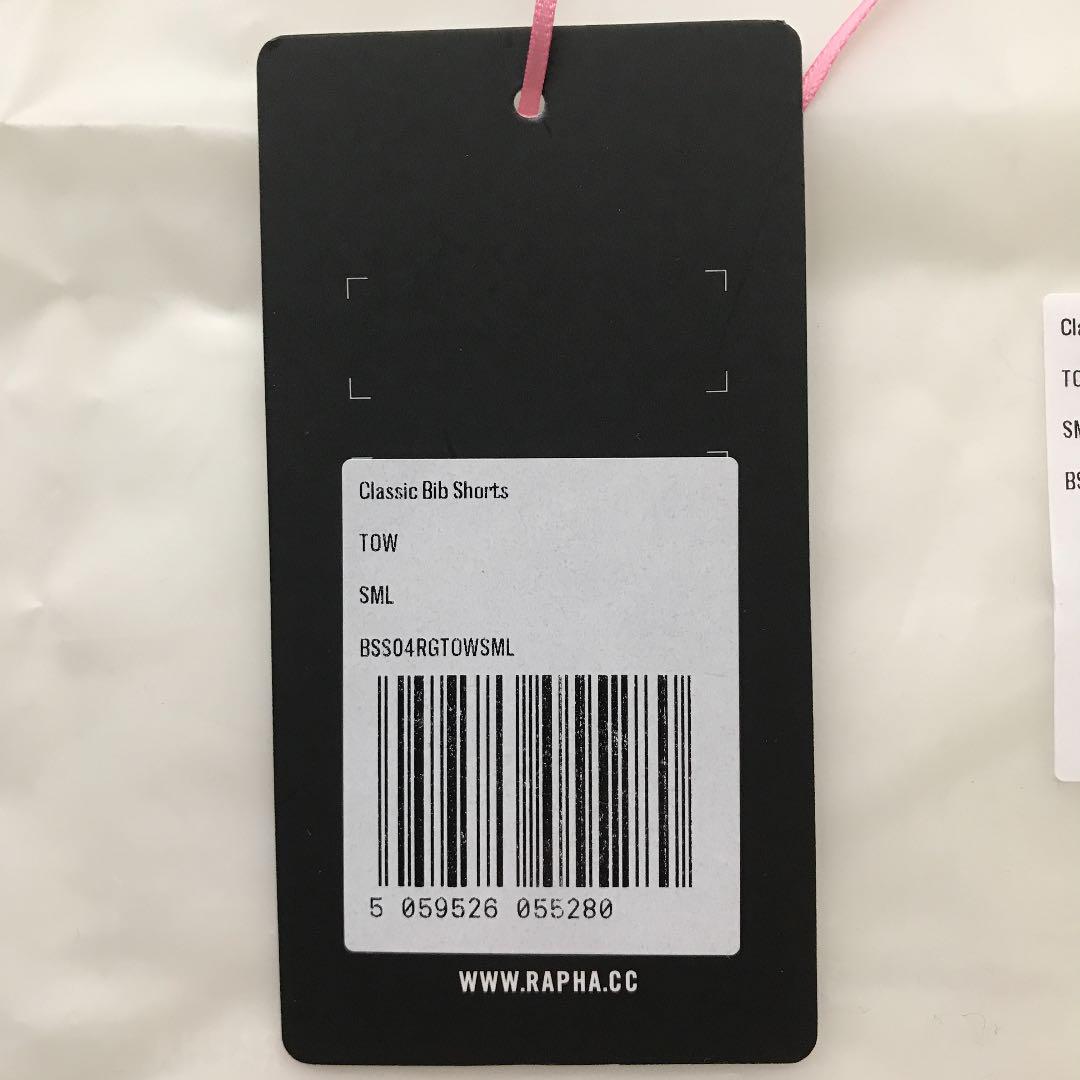 Classic Bib Shorts
TOW
SML
BSS04RGTOWSML
5 059526 055280
WWW.RAPHA.CC